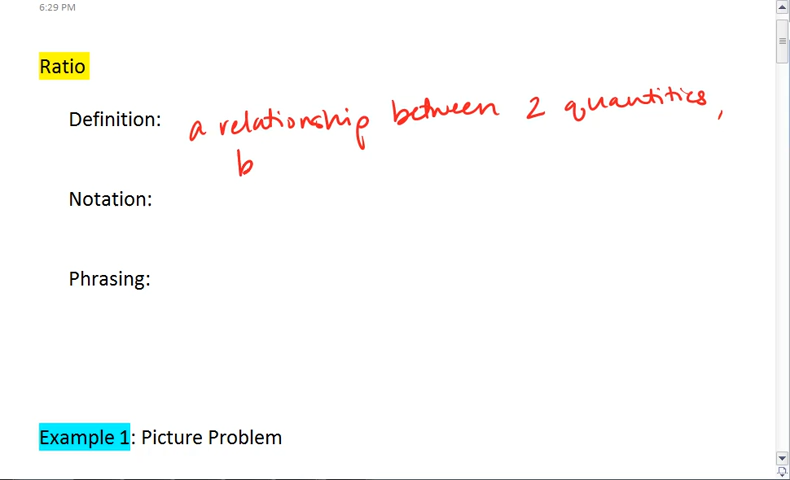 6:29 PM
Ratio
Definition: a relationship between 2 quantities,
b
Notation:
Phrasing:
Example 1: Picture Problem